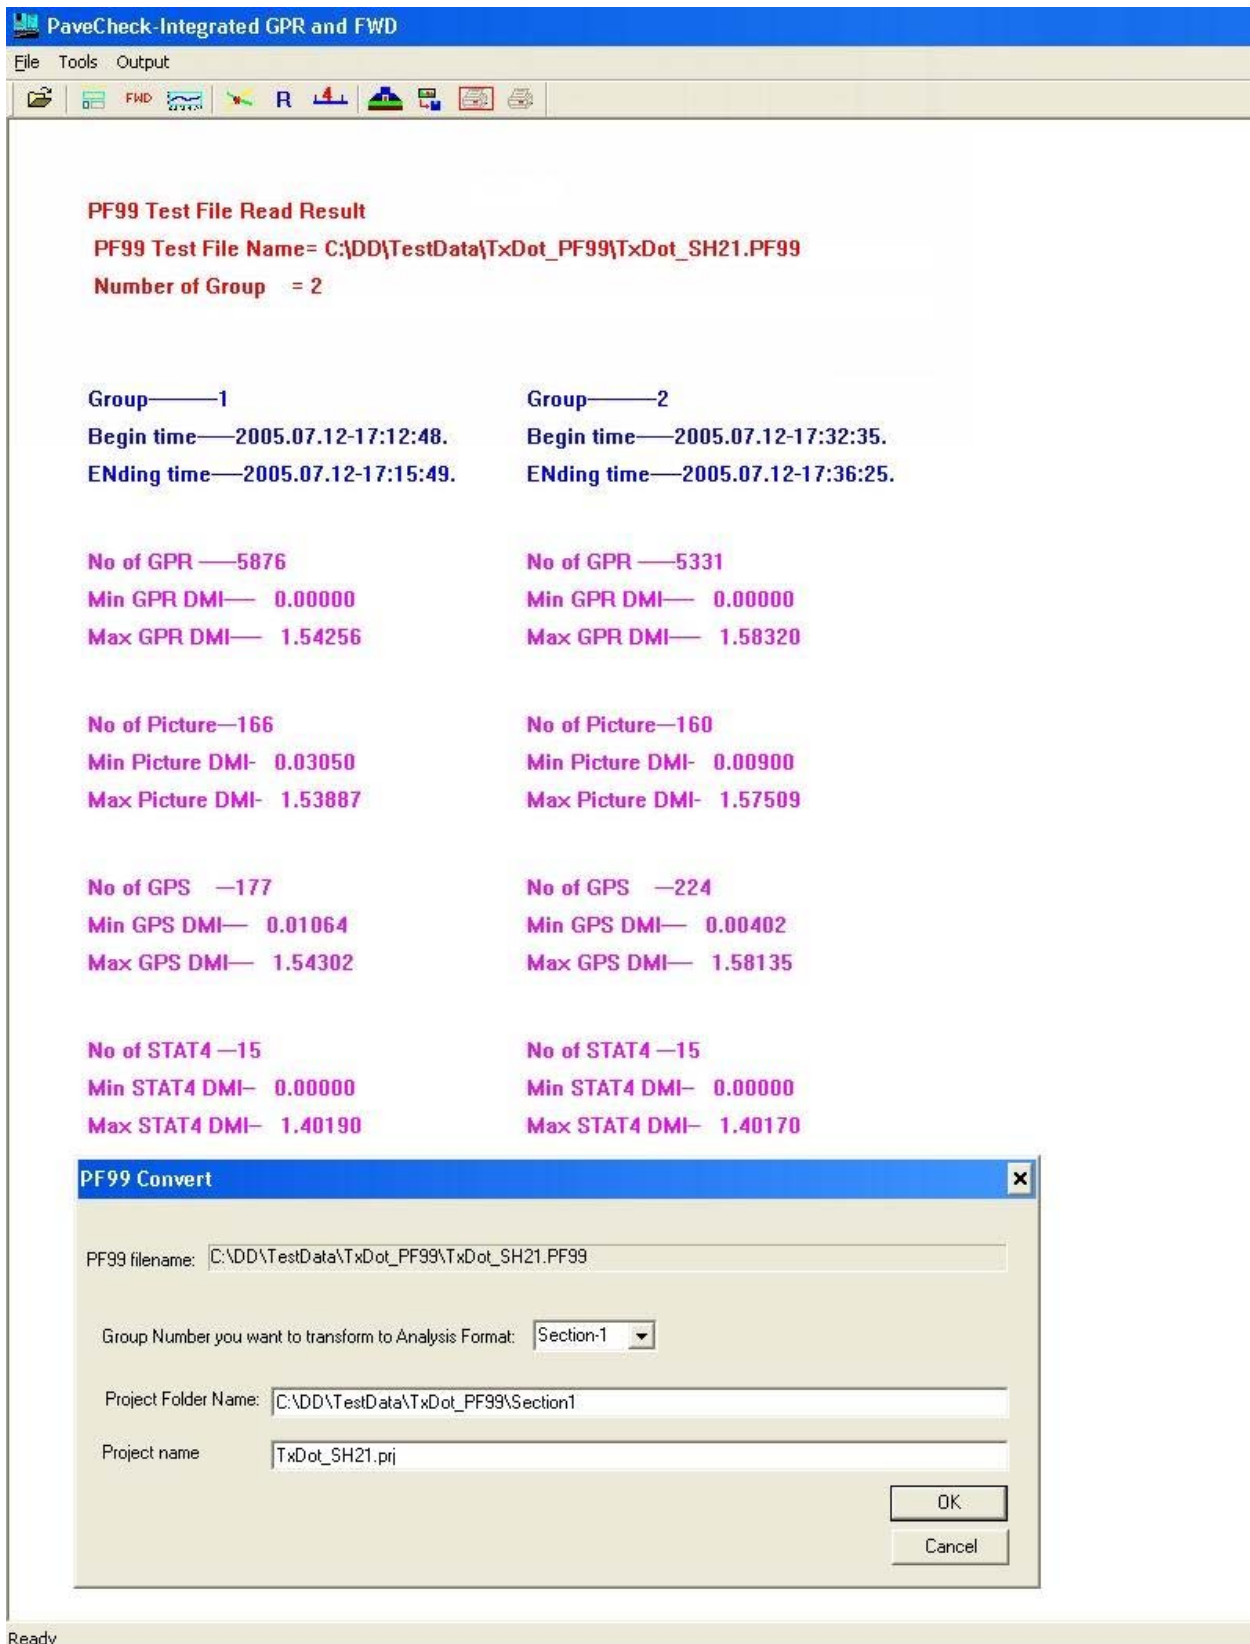 PaveCheck-Integrated GPR and FWD
File Tools Output
FWD R 4
PF99 Test File Read Result
PF99 Test File Name= C:\DD\TestData\TxDot_PF99\TxDot_SH21.PF99
Number of Group = 2
Group———1 Group———2
Begin time——2005.07.12-17:12:48. Begin time——2005.07.12-17:32:35.
ENding time——2005.07.12-17:15:49. ENding time——2005.07.12-17:36:25.
No of GPR ——5876 No of GPR ——5331
Min GPR DMI—— 0.00000 Min GPR DMI—— 0.00000
Max GPR DMI—— 1.54256 Max GPR DMI—— 1.58320
No of Picture—166 No of Picture—160
Min Picture DMI- 0.03050 Min Picture DMI- 0.00900
Max Picture DMI- 1.53887 Max Picture DMI- 1.57509
No of GPS —177 No of GPS —224
Min GPS DMI—— 0.01064 Min GPS DMI—— 0.00402
Max GPS DMI—— 1.54302 Max GPS DMI—— 1.58135
No of STAT4 —15 No of STAT4 —15
Min STAT4 DMI– 0.00000 Min STAT4 DMI– 0.00000
Max STAT4 DMI– 1.40190 Max STAT4 DMI– 1.40170
PF99 Convert
PF99 filename: C:\DD\TestData\TxDot_PF99\TxDot_SH21.PF99
Group Number you want to transform to Analysis Format: Section-1
Project Folder Name: C:\DD\TestData\TxDot_PF99\Section1
Project name TxDot_SH21.prj
OK
Cancel
Ready